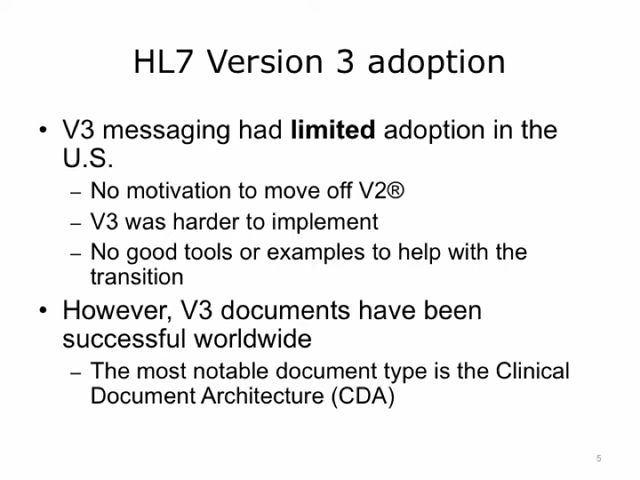 HL7 Version 3 adoption
• V3 messaging had limited adoption in the
U.S.
– No motivation to move off V2®
– V3 was harder to implement
– No good tools or examples to help with the
transition
• However, V3 documents have been
successful worldwide
– The most notable document type is the Clinical
Document Architecture (CDA)
5